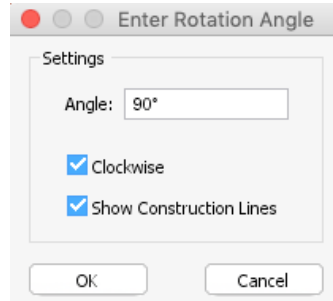 Enter Rotation Angle
Settings
Angle: 90°
Clockwise
Show Construction Lines
OK Cancel